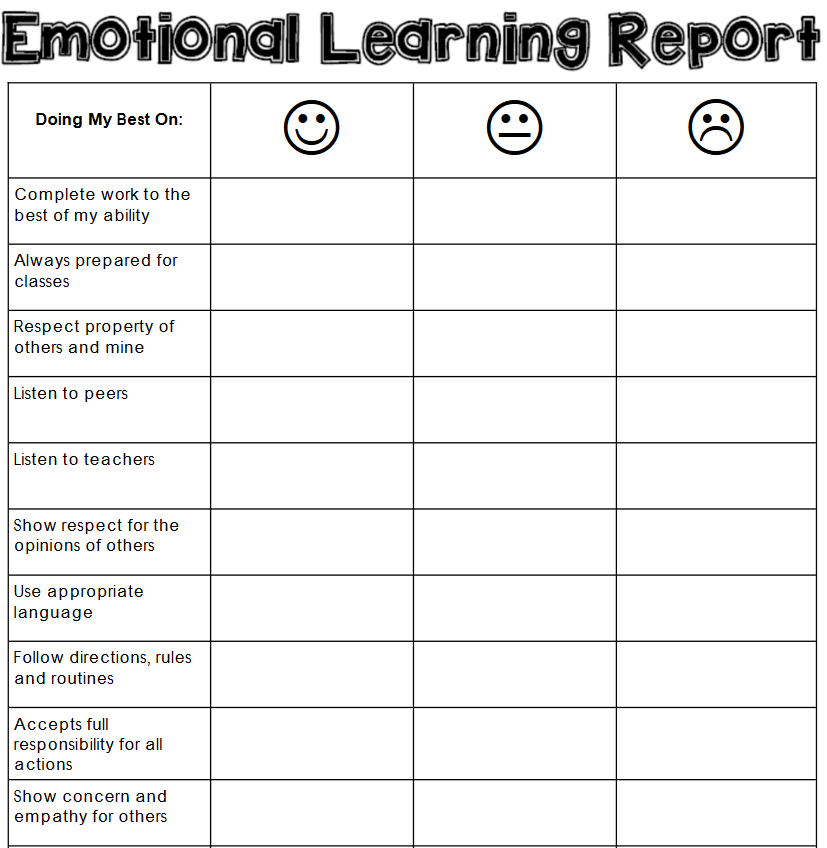 Emotional Learning Report
Doing My Best On:
Complete work to the
best of my ability
Always prepared for
classes
Respect property of
others and mine
Listen to peers
Listen to teachers
Show respect for the
opinions of others
Use appropriate
language
Follow directions, rules
and routines
Accepts full
responsibility for all
actions
Show concern and
empathy for others